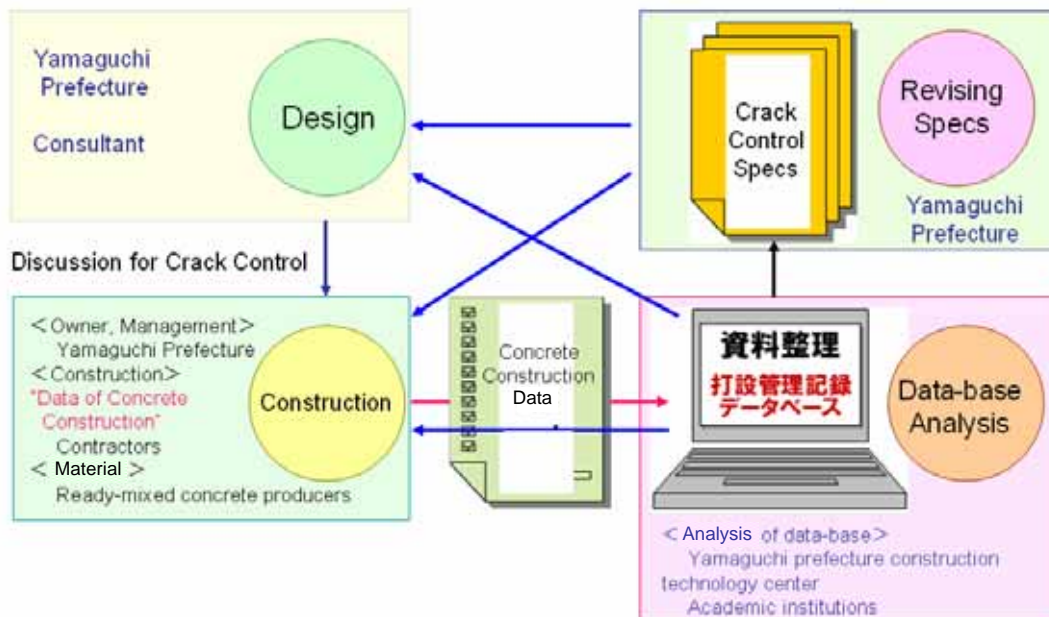 Yamaguchi
Prefecture
Consultant
Design
Crack
Control
Specs
Revising
Specs
Yamaguchi
Prefecture
Discussion for Crack Control
<Owner, Management>
Yamaguchi Prefecture
<Construction>
"Data of Concrete
Construction"
Contractors
< Material >
Ready-mixed concrete producers
Construction
Concrete
Construction
Data
資料整理
打設管理記録
データベース
Data-base
Analysis
<Analysis of data-base>
Yamaguchi prefecture construction
technology center
Academic institutions